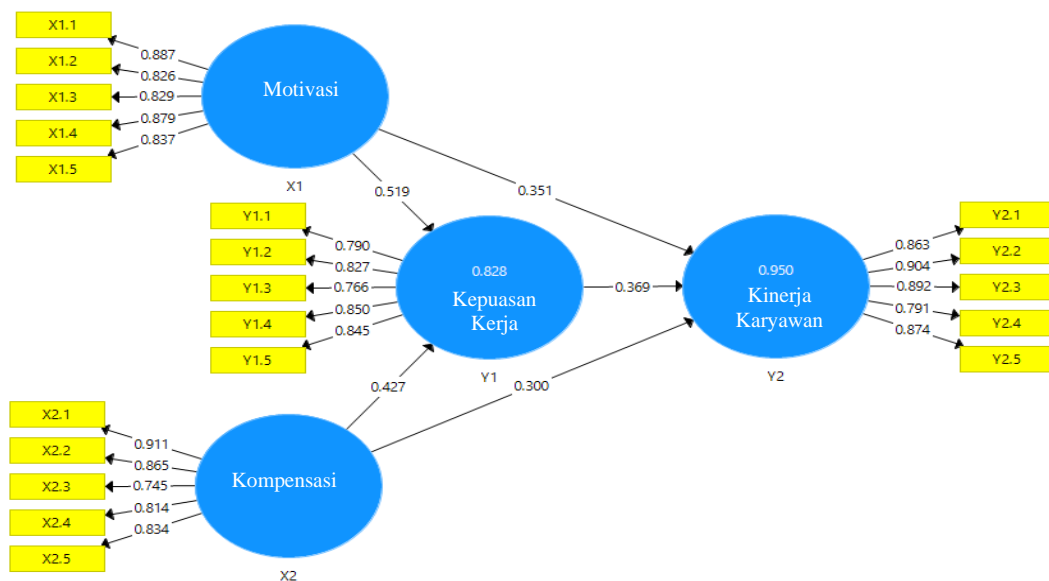 X1.1
X1.2
X1.3
X1.4
X1.5
0.887
0.826
0.829
0.879
0.837
Motivasi
X1
0.519
0.351
Y1.1
Y1.2
Y1.3
Y1.4
Y1.5
0.790
0.827
0.766
0.850
0.845
0.828
Kepuasan
Kerja
Y1
0.369
0.950
Kinerja
Karyawan
Y2
0.863
0.904
0.892
0.791
0.874
Y2.1
Y2.2
Y2.3
Y2.4
Y2.5
0.427
0.300
X2.1
X2.2
X2.3
X2.4
X2.5
0.911
0.865
0.745
0.814
0.834
Kompensasi
X2